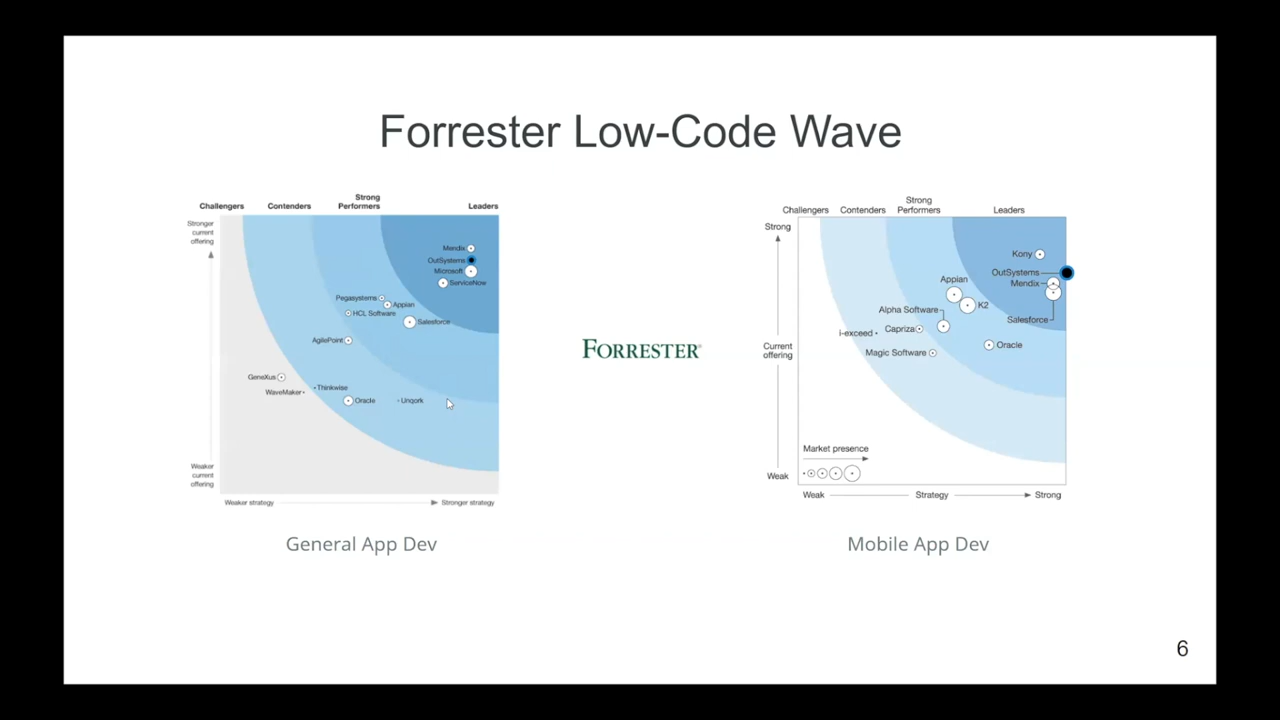 Forrester Low-Code Wave
Challengers
Contenders
Strong
Performers
Leaders
Stronger
current
offering
Mendix
OutSystems
Microsoft
ServiceNow
Pegasystems
Appian
HCL Software
Salesforce
AgilePoint
GeneXus
Thinkwise
WaveMaker
Oracle
Unqork
Weaker
current
offering
Weaker strategy
Stronger strategy
General App Dev
FORRESTER®
Challengers
Contenders
Strong
Performers
Leaders
Strong
Kony
OutSystems
Mendix
Appian
K2
Alpha Software
Salesforce
i-exceed
Capriza
Current
offering
Oracle
Magic Software
Market presence
Weak
Weak
Strategy
Strong
Mobile App Dev
6